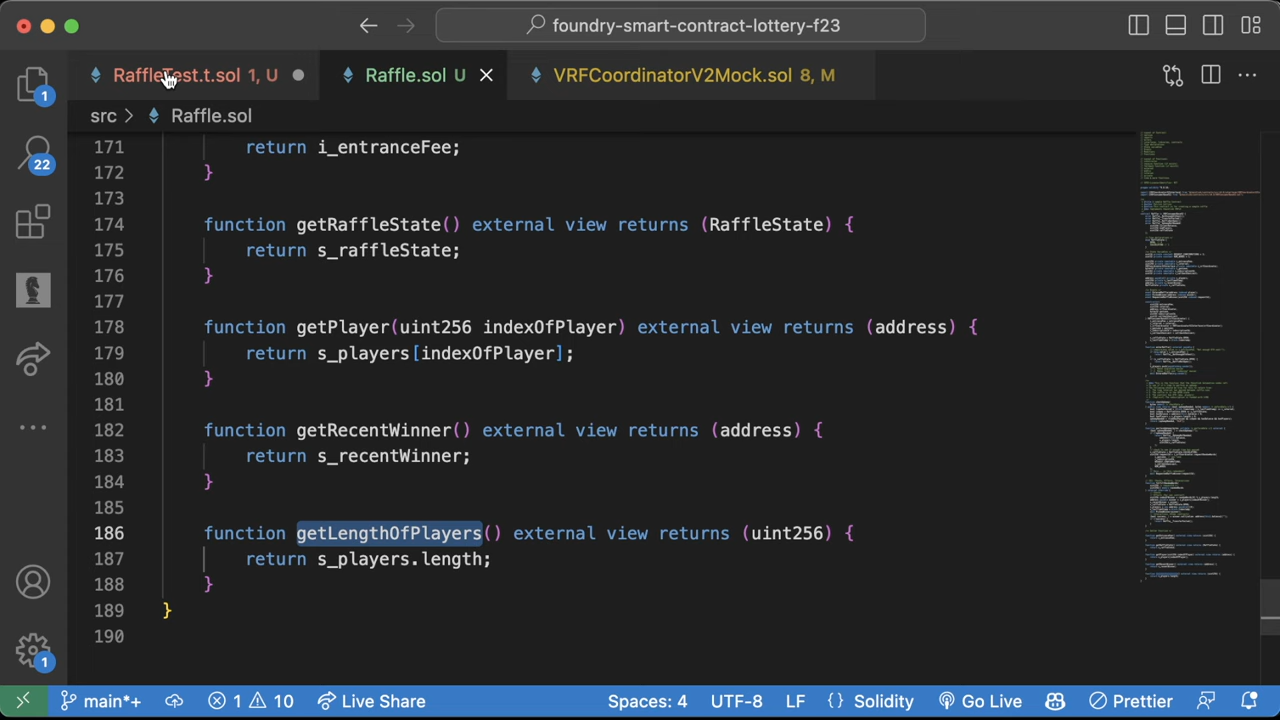 foundry-smart-contract-lottery-f23
RaffleTest.t.sol 1, U
Raffle.sol U
VRFCoordinatorV2Mock.sol 8, M
src > Raffle.sol
1
22
1
171 return i_entranceFee;
172 }
173
174 function getRaffleState() external view returns (RaffleState) {
175 return s_raffleState;
176 }
177
178 function getPlayer(uint256 indexOfPlayer) external view returns (address) {
179 return s_players[indexOfPlayer];
180 }
181
182 function getRecentWinner() external view returns (address) {
183 return s_recentWinner;
184 }
185
186 function getLengthOfPlayers() external view returns (uint256) {
187 return s_players.length;
188 }
189 }
190
main*+ 1 10 Live Share Spaces: 4 UTF-8 LF {} Solidity Go Live Prettier